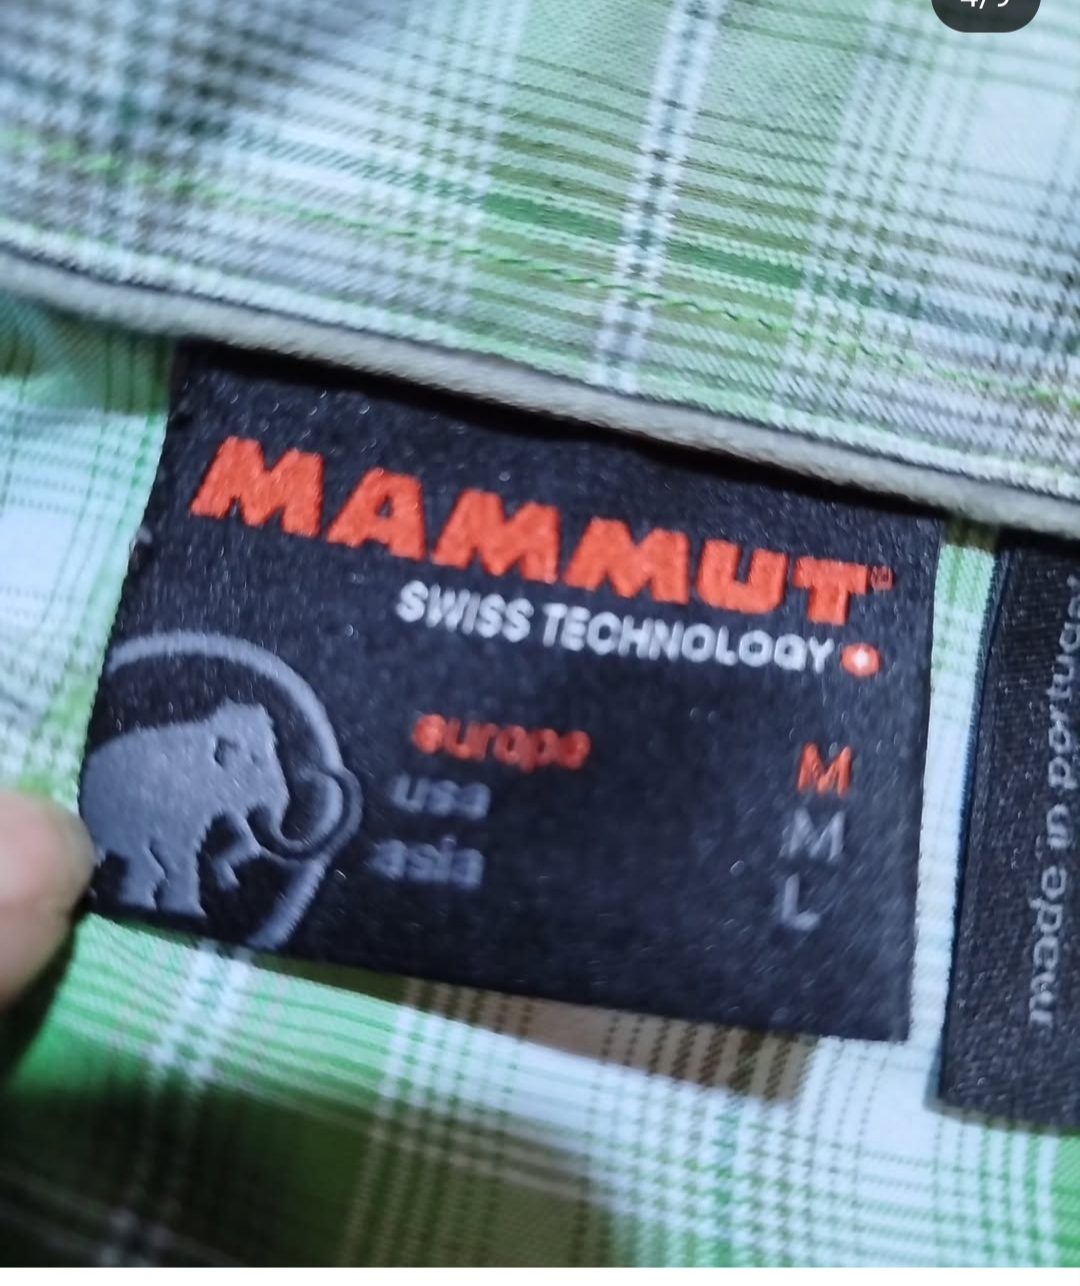 MAMMUT®
SWISS TECHNOLOGY
europe M
usa M
asia L
made in portugal